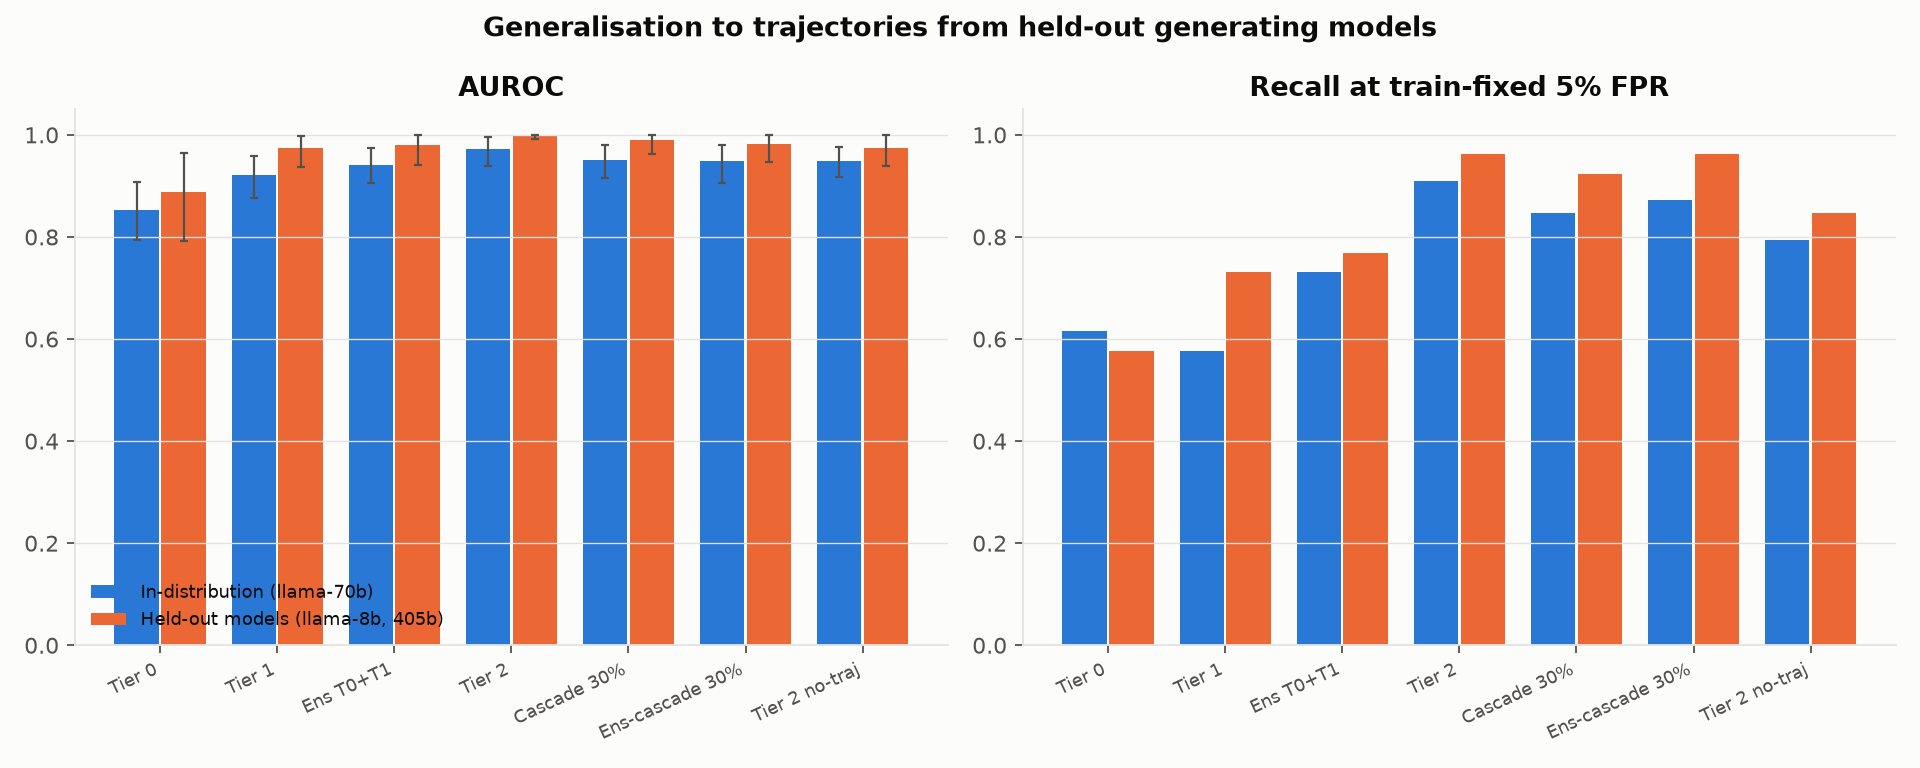 Generalisation to trajectories from held-out generating models
AUROC
1.0
0.8
0.6
0.4
0.2
0.0
In-distribution (llama-70b)
Held-out models (llama-8b, 405b)
Tier 0
Tier 1
Ens T0+T1
Tier 2
Cascade 30%
Ens-cascade 30%
Tier 2 no-traj
Recall at train-fixed 5% FPR
1.0
0.8
0.6
0.4
0.2
0.0
Tier 0
Tier 1
Ens T0+T1
Tier 2
Cascade 30%
Ens-cascade 30%
Tier 2 no-traj